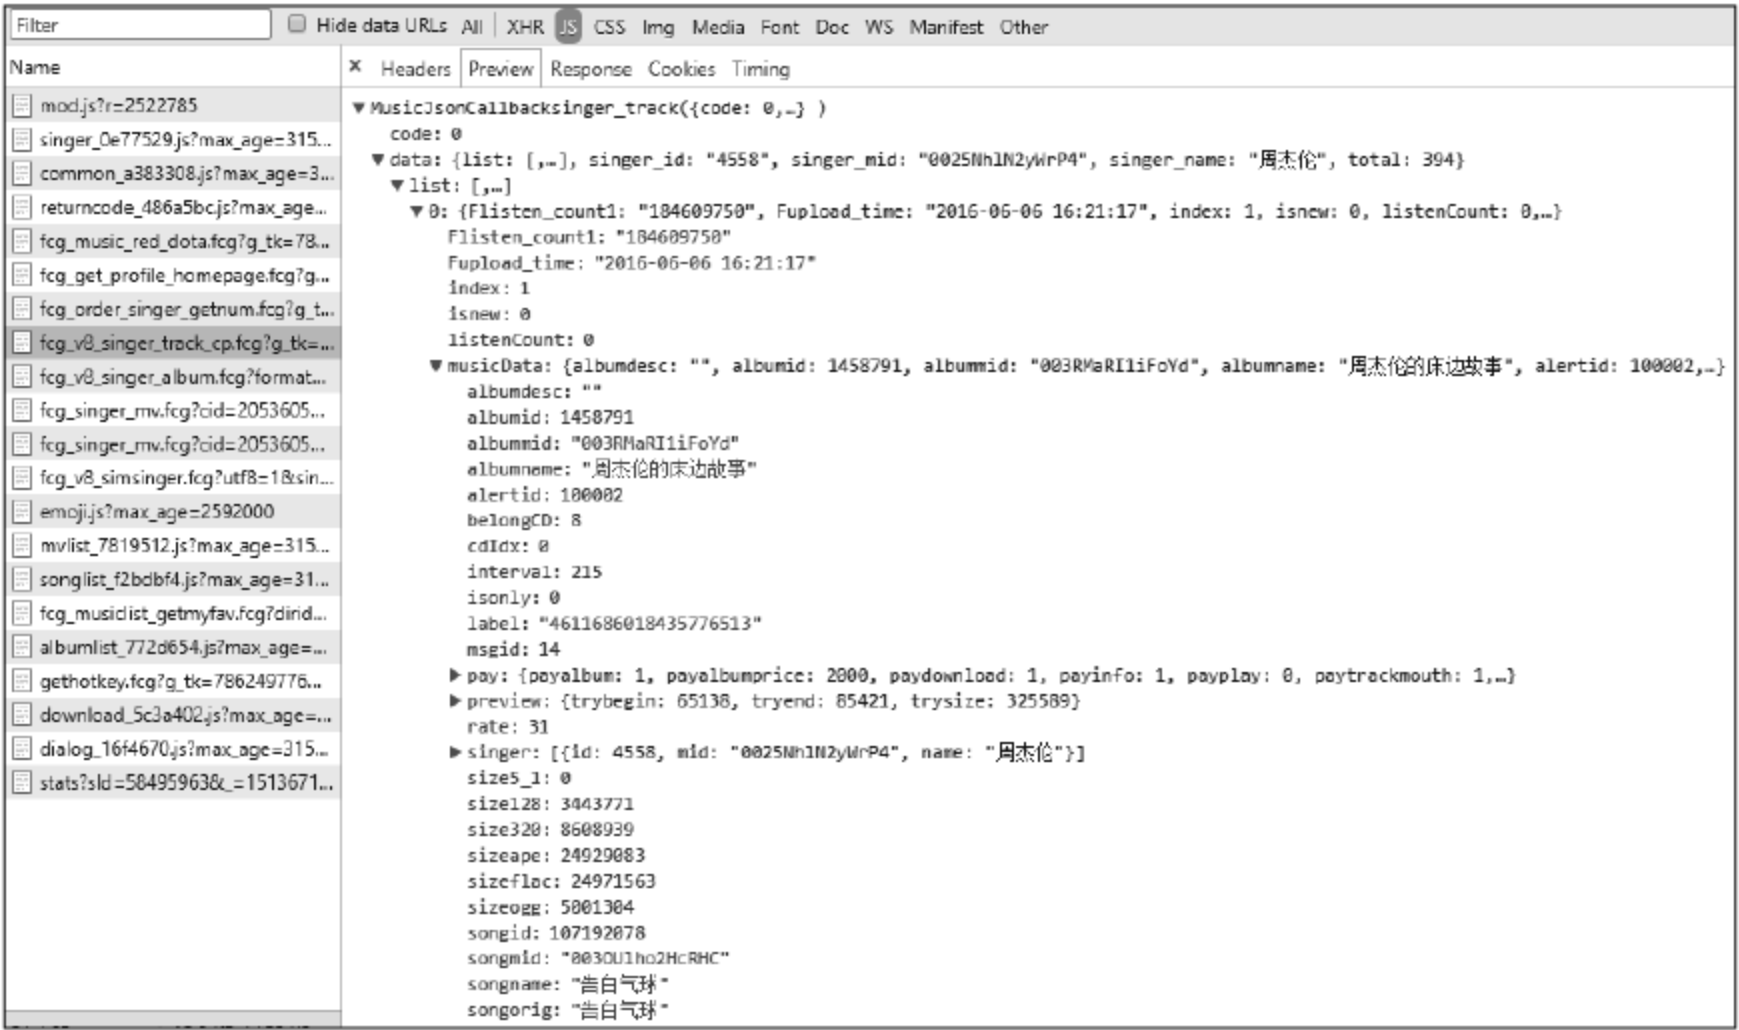 Filter Hide data URLs All XHR JS CSS Img Media Font Doc WS Manifest Other
Name
mod.js?r=2522785
singer_0e77529.js?max_age=315...
common_a383308.js?max_age=3...
returncode_486a5bc.js?max_age...
fcg_music_red_dota.fcg?g_tk=78...
fcg_get_profile_homepage.fcg?g...
fcg_order_singer_getnum.fcg?g_t...
fcg_v8_singer_track_cp.fcg?g_tk=...
fcg_v8_singer_album.fcg?format...
fcg_singer_mv.fcg?cid=2053605...
fcg_singer_mv.fcg?cid=2053605...
fcg_v8_simsinger.fcg?utf8=1&sin...
emoji.js?max_age=2592000
mvlist_7819512.js?max_age=315...
songlist_f2bdbf4.js?max_age=31...
fcg_musiclist_getmyfav.fcg?dirid...
albumlist_772d654.js?max_age=...
gethotkey.fcg?g_tk=786249776...
download_5c3a402.js?max_age=...
dialog_16f4670.js?max_age=315...
stats?sId=58495963&_=1513671...
× Headers Preview Response Cookies Timing
▼MusicJsonCallbacksinger_track({code: 0,…} )
code: 0
▼data: {list: [,…], singer_id: "4558", singer_mid: "0025NhlN2yWrP4", singer_name: "周杰伦", total: 394}
▼list: [,…]
▼0: {Flisten_count1: "184609750", Fupload_time: "2016-06-06 16:21:17", index: 1, isnew: 0, listenCount: 0,…}
Flisten_count1: "184609750"
Fupload_time: "2016-06-06 16:21:17"
index: 1
isnew: 0
listenCount: 0
▼musicData: {albumdesc: "", albumid: 1458791, albummid: "003RMaRI1iFoYd", albumname: "周杰伦的床边故事", alertid: 100002,…}
albumdesc: ""
albumid: 1458791
albummid: "003RMaRI1iFoYd"
albumname: "周杰伦的床边故事"
alertid: 100002
belongCD: 8
cdIdx: 0
interval: 215
isonly: 0
label: "4611686018435776513"
msgid: 14
▶pay: {payalbum: 1, payalbumprice: 2000, paydownload: 1, payinfo: 1, payplay: 0, paytrackmouth: 1,…}
▶preview: {trybegin: 65138, tryend: 85421, trysize: 325589}
rate: 31
▶singer: [{id: 4558, mid: "0025NhlN2yWrP4", name: "周杰伦"}]
size5_1: 0
size128: 3443771
size320: 8608939
sizeape: 24929083
sizeflac: 24971563
sizeogg: 5001304
songid: 107192078
songmid: "003OUlho2HcRHC"
songname: "告白气球"
songorig: "告白气球"